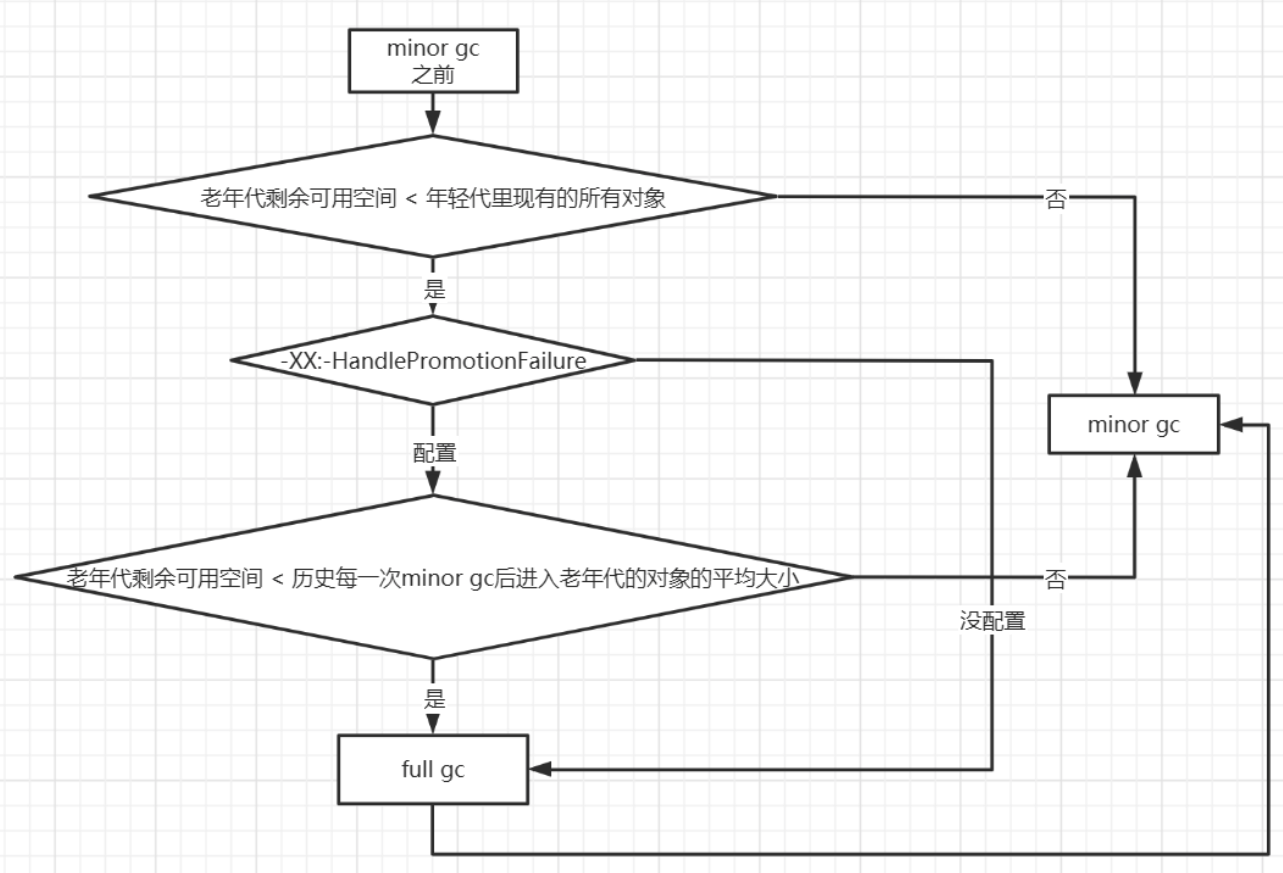 minor gc
之前
老年代剩余可用空间 < 年轻代里现有的所有对象
否
是
-XX:-HandlePromotionFailure
minor gc
配置
老年代剩余可用空间 < 历史每一次minor gc后进入老年代的对象的平均大小
否
没配置
是
full gc